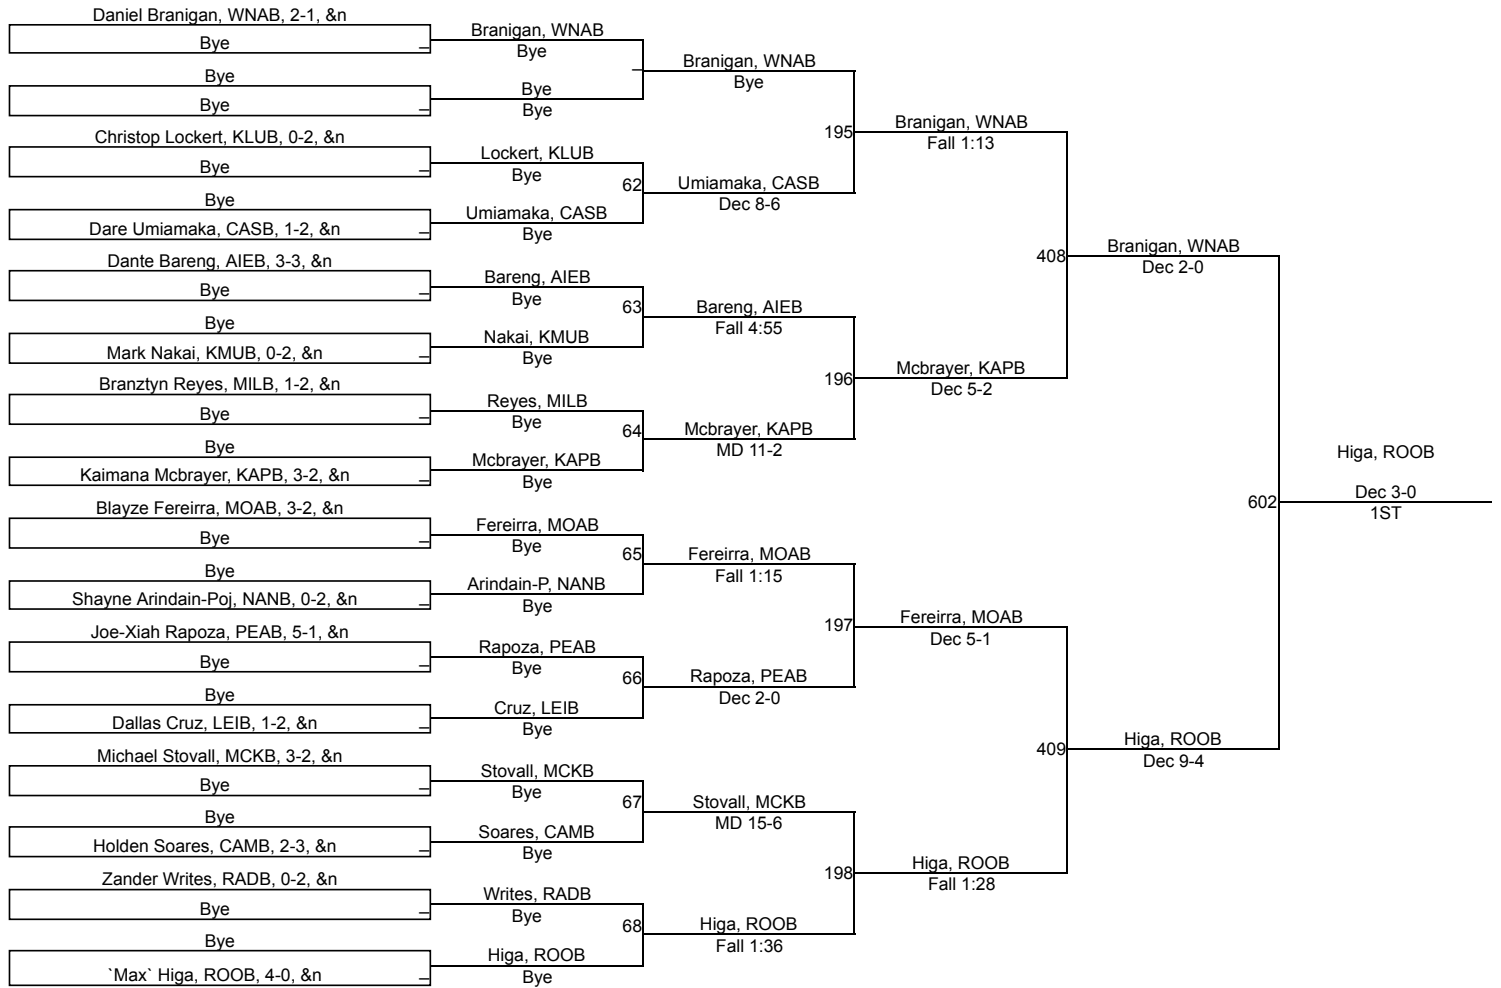 Daniel Branigan, WNAB, 2-1, &n
Bye
_
Bye
Bye
_
Christop Lockert, KLUB, 0-2, &n
Bye
_
Bye
Dare Umiamaka, CASB, 1-2, &n
_
Dante Bareng, AIEB, 3-3, &n
Bye
_
Bye
Mark Nakai, KMUB, 0-2, &n
_
Branztyn Reyes, MILB, 1-2, &n
Bye
_
Bye
Kaimana Mcbrayer, KAPB, 3-2, &n
_
Blayze Fereirra, MOAB, 3-2, &n
Bye
_
Bye
Shayne Arindain-Poj, NANB, 0-2, &n
_
Joe-Xiah Rapoza, PEAB, 5-1, &n
Bye
_
Bye
Dallas Cruz, LEIB, 1-2, &n
_
Michael Stovall, MCKB, 3-2, &n
Bye
_
Bye
Holden Soares, CAMB, 2-3, &n
_
Zander Writes, RADB, 0-2, &n
Bye
_
Bye
`Max` Higa, ROOB, 4-0, &n
_
Branigan, WNAB
Bye
_
Bye
Bye
Lockert, KLUB
Bye
62
Umiamaka, CASB
Bye
Bareng, AIEB
Bye
63
Nakai, KMUB
Bye
Reyes, MILB
Bye
64
Mcbrayer, KAPB
Bye
Fereirra, MOAB
Bye
65
Arindain-P, NANB
Bye
Rapoza, PEAB
Bye
66
Cruz, LEIB
Bye
Stovall, MCKB
Bye
67
Soares, CAMB
Bye
Writes, RADB
Bye
68
Higa, ROOB
Bye
Branigan, WNAB
Bye
195
Umiamaka, CASB
Dec 8-6
Bareng, AIEB
Fall 4:55
196
Mcbrayer, KAPB
MD 11-2
Fereirra, MOAB
Fall 1:15
197
Rapoza, PEAB
Dec 2-0
Stovall, MCKB
MD 15-6
198
Higa, ROOB
Fall 1:36
Branigan, WNAB
Fall 1:13
408
Mcbrayer, KAPB
Dec 5-2
Fereirra, MOAB
Dec 5-1
409
Higa, ROOB
Fall 1:28
Branigan, WNAB
Dec 2-0
602
Higa, ROOB
Dec 9-4
Higa, ROOB
Dec 3-0
1ST